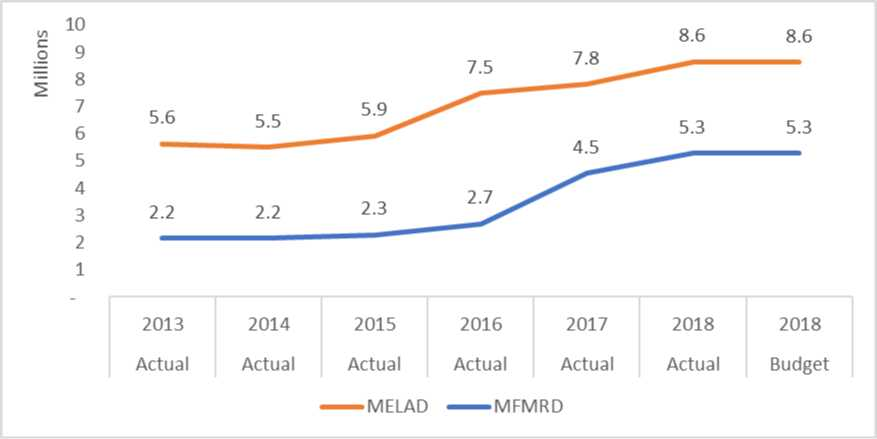 Millions
10
9
8
7
6
5
4
3
2
1
-
5.6 5.5 5.9 7.5 7.8 8.6 8.6
2.2 2.2 2.3 2.7 4.5 5.3 5.3
2013 2014 2015 2016 2017 2018 2018
Actual Actual Actual Actual Actual Actual Budget
MELAD MFMRD